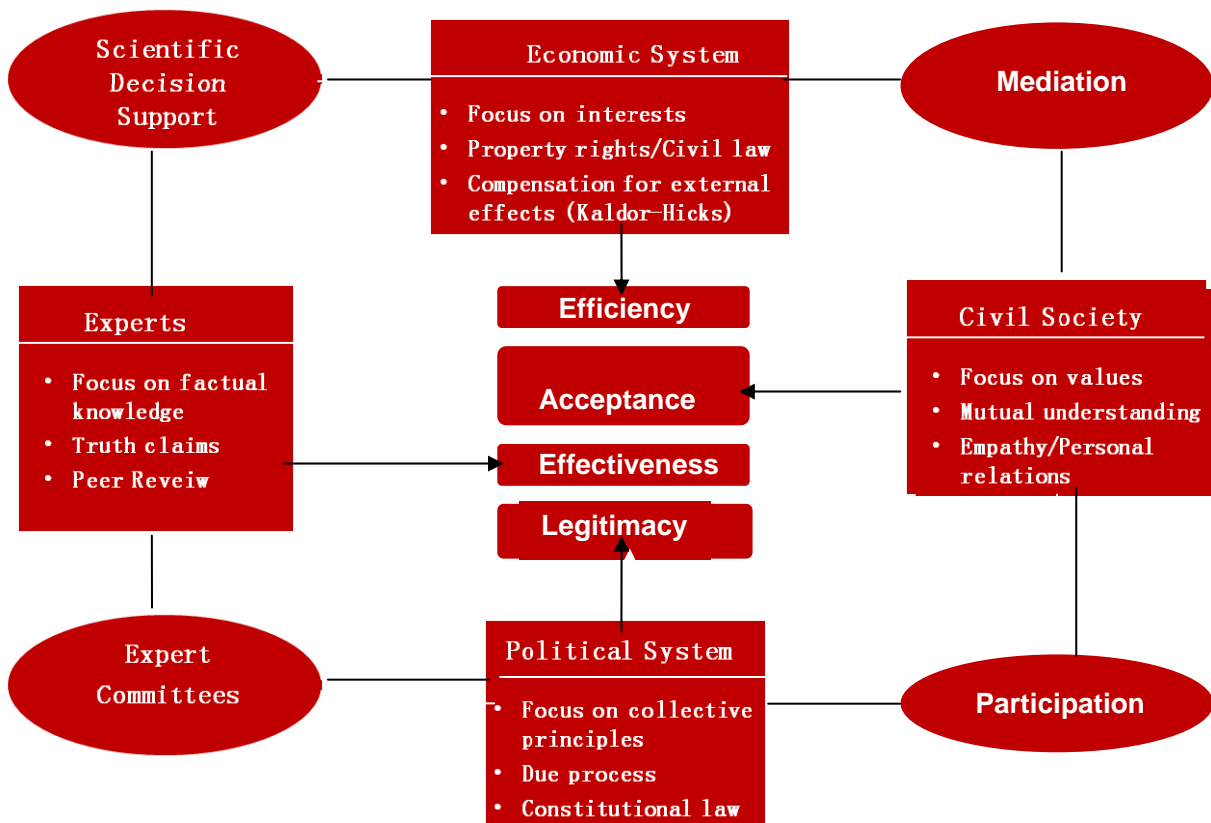 Scientific
Decision
Support
Economic System
• Focus on interests
• Property rights/Civil law
• Compensation for external
effects (Kaldor-Hicks)
Mediation
Experts
• Focus on factual
knowledge
• Truth claims
• Peer Reveiw
Efficiency
Acceptance
Effectiveness
Legitimacy
Civil Society
• Focus on values
• Mutual understanding
• Empathy/Personal
relations
Expert
Committees
Political System
• Focus on collective
principles
• Due process
• Constitutional law
Participation